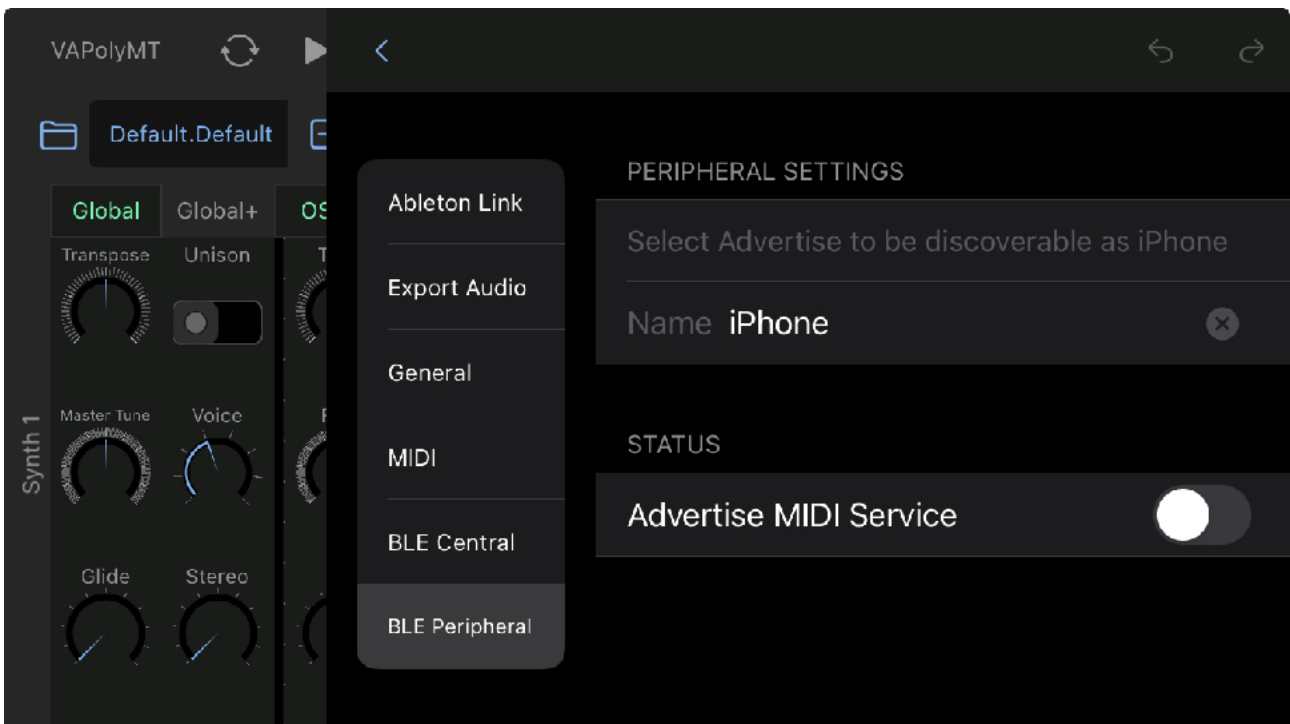 VAPolyMT
Default.Default
Global
Global+
Transpose
Unison
Synth 1
Master Tune
Voice
Glide
Stereo
Ableton Link
Export Audio
General
MIDI
BLE Central
BLE Peripheral
PERIPHERAL SETTINGS
Select Advertise to be discoverable as iPhone
Name iPhone
STATUS
Advertise MIDI Service